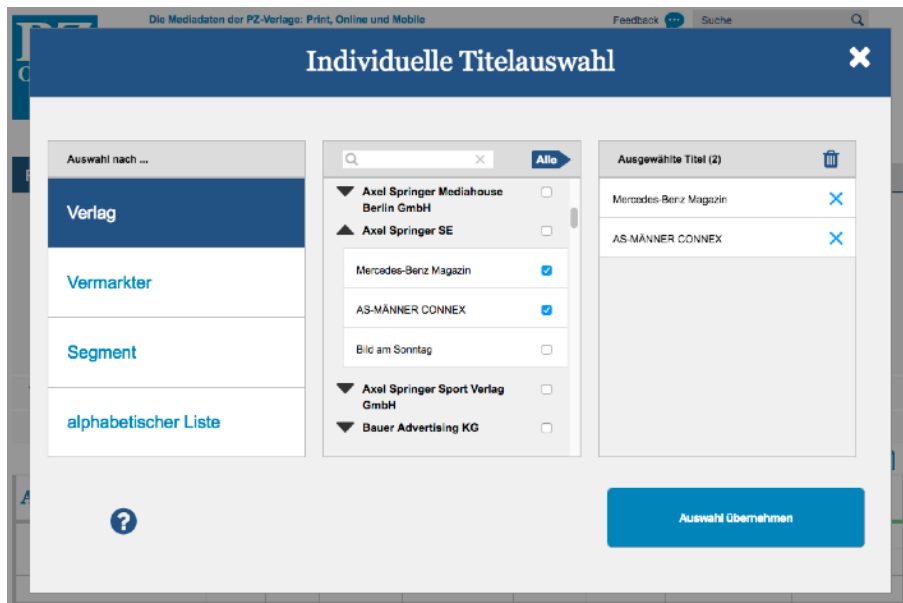 Die Mediadaten der PZ-Verlage: Print, Online und Mobile
Feedback
Suche
PZ
Individuelle Titelauswahl
Auswahl nach ...
Verlag
Vermarkter
Segment
alphabetischer Liste
Alle
Axel Springer Mediahouse
Berlin GmbH
Axel Springer SE
Mercedes-Benz Magazin
AS-MÄNNER CONNEX
Bild am Sonntag
Axel Springer Sport Verlag
GmbH
Bauer Advertising KG
Ausgewählte Titel (2)
Mercedes-Benz Magazin
AS-MÄNNER CONNEX
?
Auswahl übernehmen